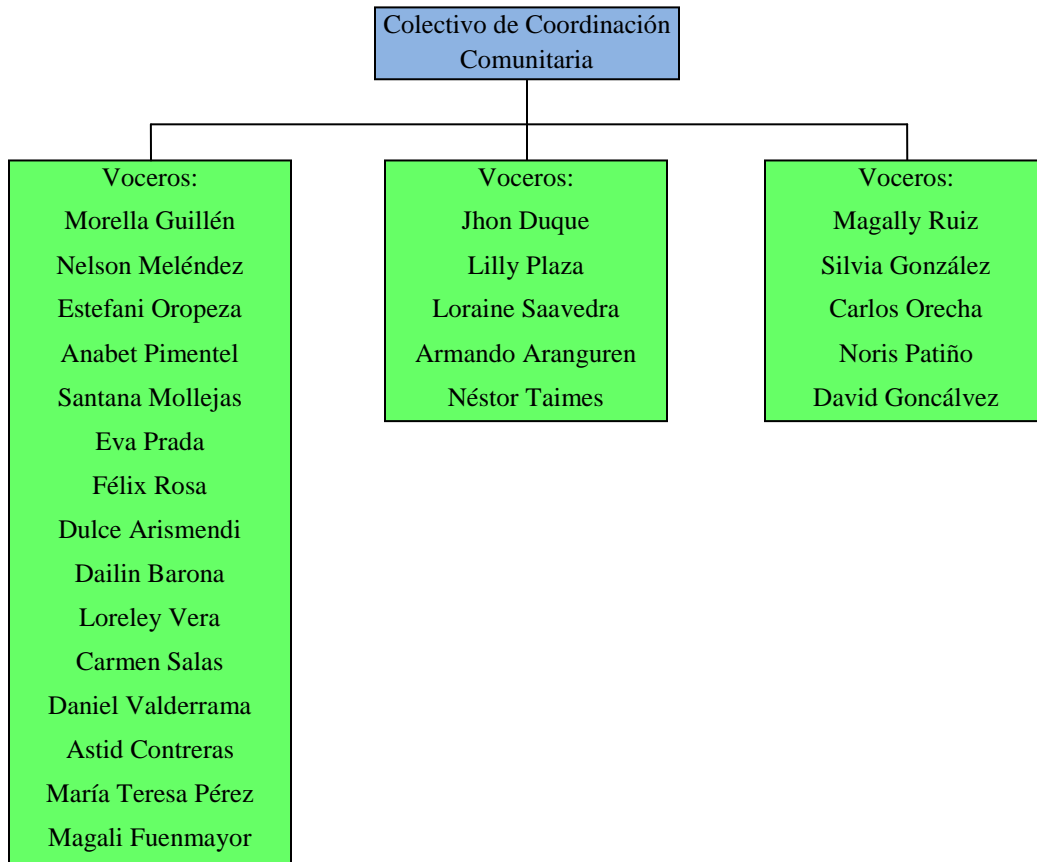 Colectivo de Coordinación
Comunitaria
Voceros:
Morella Guillén
Nelson Meléndez
Estefani Oropeza
Anabet Pimentel
Santana Mollejas
Eva Prada
Félix Rosa
Dulce Arismendi
Dailin Barona
Loreley Vera
Carmen Salas
Daniel Valderrama
Astid Contreras
María Teresa Pérez
Magali Fuenmayor
Voceros:
Jhon Duque
Lilly Plaza
Loraine Saavedra
Armando Aranguren
Néstor Taimes
Voceros:
Magally Ruiz
Silvia González
Carlos Orecha
Noris Patiño
David Goncálvez